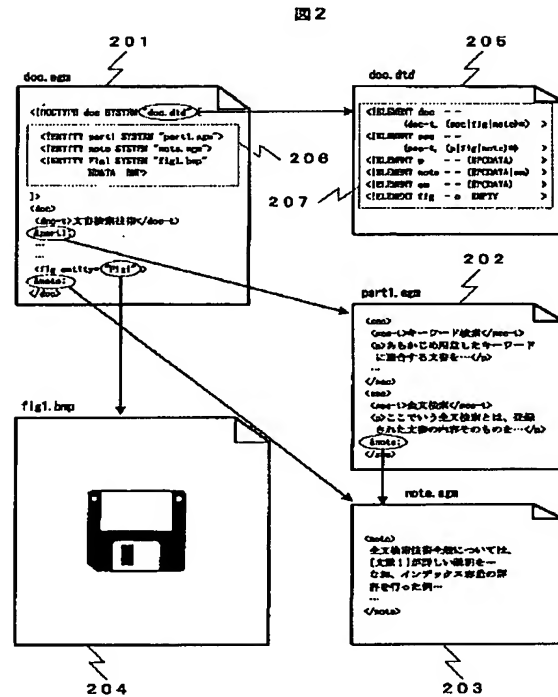 図2
201
doc.sgm
<!DOCTYPE doc SYSTEM "doc.dtd" [
<!ENTITY part1 SYSTEM "part1.sgm">
<!ENTITY note SYSTEM "note.sgm">
<!ENTITY Fig1 SYSTEM "fig1.bmp"
NDATA BMP>
206
]>
<doc>
<doc-t>文書検索技術</doc-t>
&part1;
…
…
<fig entity="Fig1">
&note;
</doc>
205
doc.dtd
<!ELEMENT doc - -
(doc-t, (sec|fig|note)*) >
<!ELEMENT sec - -
(sec-t, (p|fig|note)*) >
<!ELEMENT p - - (#PCDATA) >
<!ELEMENT note - - (#PCDATA|em) >
<!ELEMENT em - - (#PCDATA) >
<!ELEMENT fig - o EMPTY >
207
202
part1.sgm
<sec>
<sec-t>キーワード検索</sec-t>
<p>あらかじめ用意したキーワード
に適合する文書を…</p>
…
</sec>
<sec>
<sec-t>全文検索</sec-t>
<p>ここでいう全文検索とは、登録
された文書の内容そのものを…</p>
&note;
</sec>
fig1.bmp
204
note.sgm
<note>
全文検索技術全般については、
[文献1]が詳しい説明を…
なお、インデックス容量の評
価を行った例…
…
</note>
203